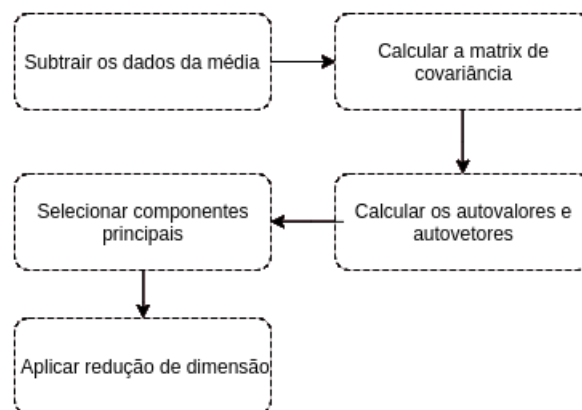 Subtrair os dados da média
Calcular a matrix de
covariância
Calcular os autovalores e
autovetores
Selecionar componentes
principais
Aplicar redução de dimensão